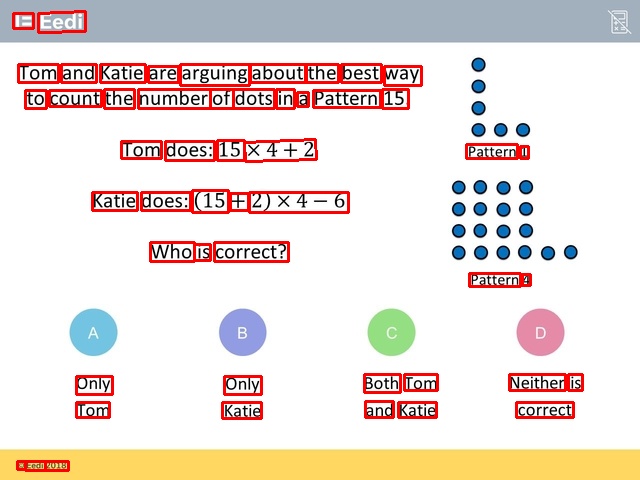 Eedi
Tom and Katie are arguing about the best way
to count the number of dots in a Pattern 15
Tom does: 15 × 4 + 2
Katie does: (15 + 2) × 4 − 6
Who is correct?
Pattern 1
Pattern 4
A
B
C
D
Only
Tom
Only
Katie
Both Tom
and Katie
Neither is
correct
© Eedi 2018